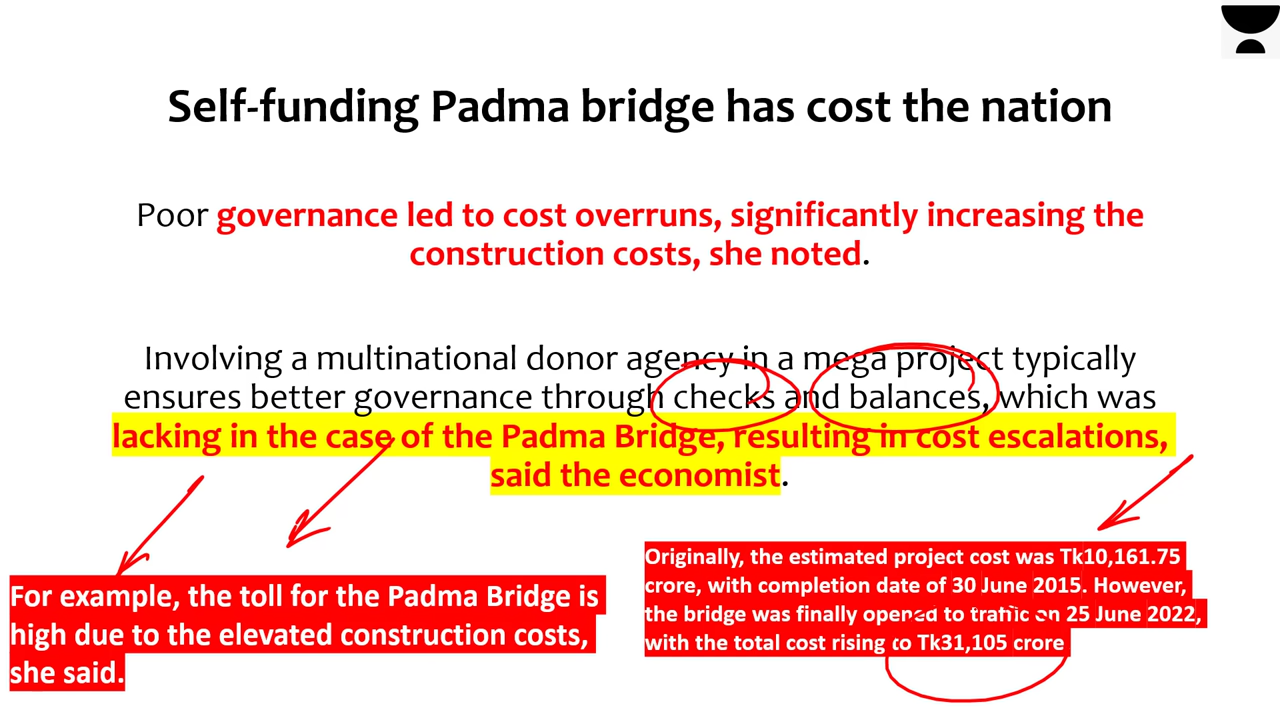 Self-funding Padma bridge has cost the nation
Poor governance led to cost overruns, significantly increasing the
construction costs, she noted.
Involving a multinational donor agency in a mega project typically
ensures better governance through checks and balances, which was
lacking in the case of the Padma Bridge, resulting in cost escalations,
said the economist.
For example, the toll for the Padma Bridge is
high due to the elevated construction costs,
she said.
Originally, the estimated project cost was Tk10,161.75
crore, with completion date of 30 June 2015. However,
the bridge was finally opened to traffic on 25 June 2022,
with the total cost rising to Tk31,105 crore